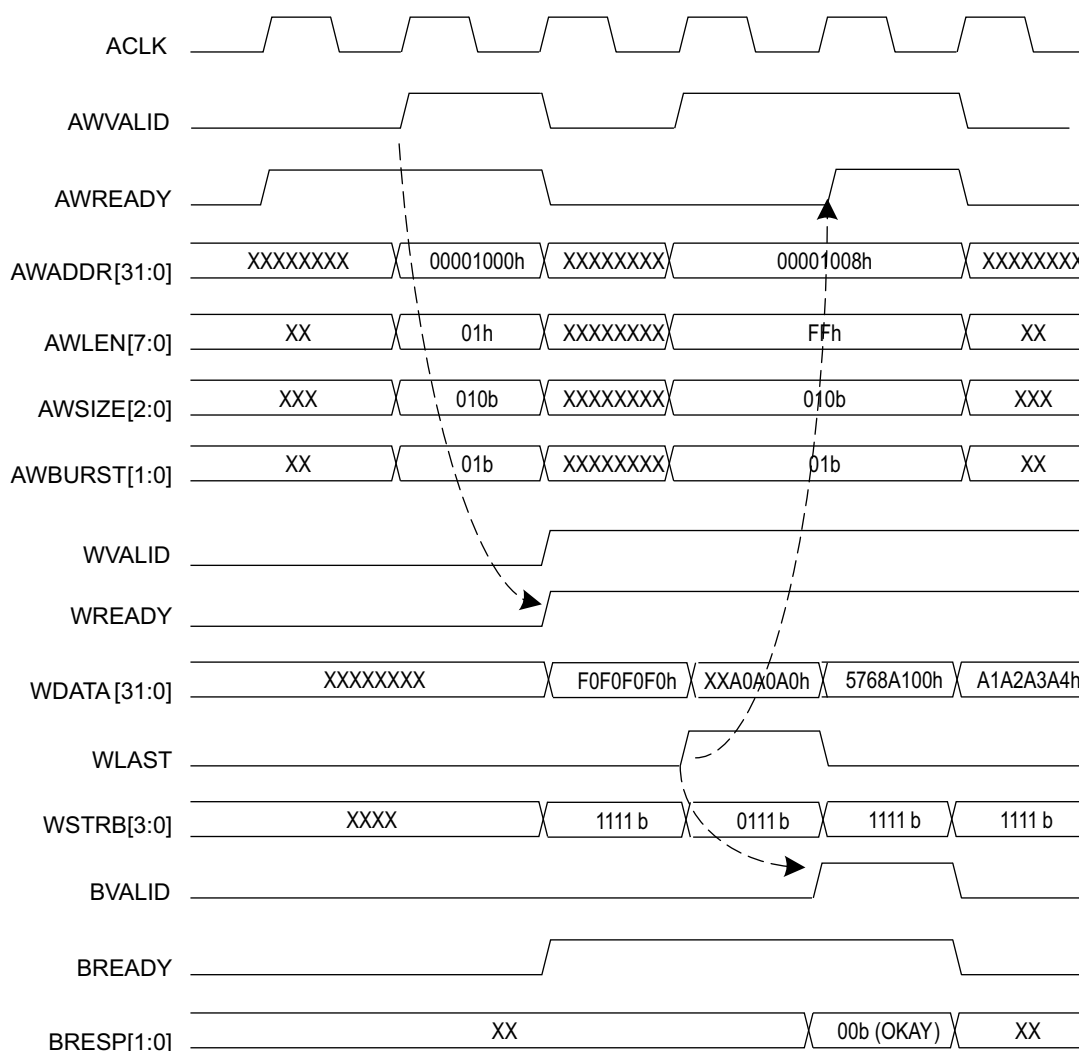 ACLK
AWVALID
AWREADY
AWADDR[31:0] XXXXXXXX 00001000h XXXXXXXX 00001008h XXXXXXXX
AWLEN[7:0] XX 01h XXXXXXXX FFh XX
AWSIZE[2:0] XXX 010b XXXXXXXX 010b XXX
AWBURST[1:0] XX 01b XXXXXXXX 01b XX
WVALID
WREADY
WDATA[31:0] XXXXXXXX F0F0F0F0h XXA0A0A0h 5768A100h A1A2A3A4h
WLAST
WSTRB[3:0] XXXX 1111 b 0111 b 1111 b 1111 b
BVALID
BREADY
BRESP[1:0] XX 00b (OKAY) XX